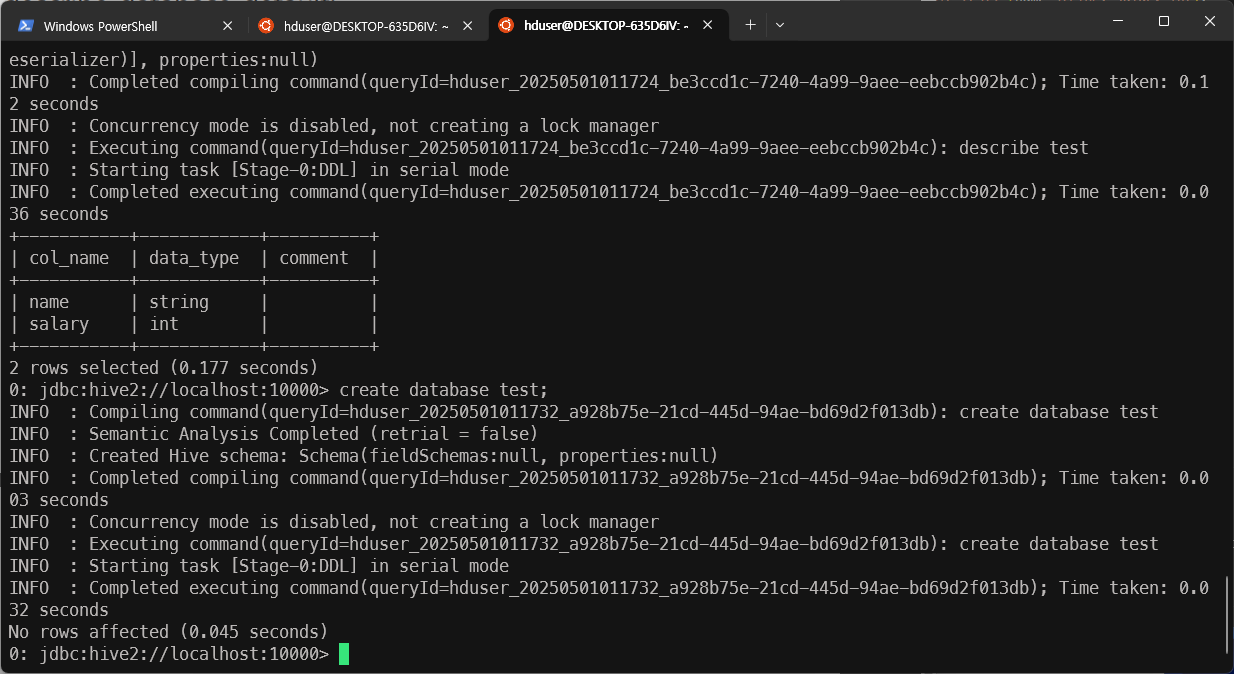 Windows PowerShell
hduser@DESKTOP-635D6IV: ~
hduser@DESKTOP-635D6IV: ~
eserializer)], properties:null)
INFO  : Completed compiling command(queryId=hduser_20250501011724_be3ccd1c-7240-4a99-9aee-eebccb902b4c); Time taken: 0.1
2 seconds
INFO  : Concurrency mode is disabled, not creating a lock manager
INFO  : Executing command(queryId=hduser_20250501011724_be3ccd1c-7240-4a99-9aee-eebccb902b4c): describe test
INFO  : Starting task [Stage-0:DDL] in serial mode
INFO  : Completed executing command(queryId=hduser_20250501011724_be3ccd1c-7240-4a99-9aee-eebccb902b4c); Time taken: 0.0
36 seconds
+-----------+------------+----------+
| col_name  | data_type  | comment  |
+-----------+------------+----------+
| name      | string     |          |
| salary    | int        |          |
+-----------+------------+----------+
2 rows selected (0.177 seconds)
0: jdbc:hive2://localhost:10000> create database test;
INFO  : Compiling command(queryId=hduser_20250501011732_a928b75e-21cd-445d-94ae-bd69d2f013db): create database test
INFO  : Semantic Analysis Completed (retrial = false)
INFO  : Created Hive schema: Schema(fieldSchemas:null, properties:null)
INFO  : Completed compiling command(queryId=hduser_20250501011732_a928b75e-21cd-445d-94ae-bd69d2f013db); Time taken: 0.0
03 seconds
INFO  : Concurrency mode is disabled, not creating a lock manager
INFO  : Executing command(queryId=hduser_20250501011732_a928b75e-21cd-445d-94ae-bd69d2f013db): create database test
INFO  : Starting task [Stage-0:DDL] in serial mode
INFO  : Completed executing command(queryId=hduser_20250501011732_a928b75e-21cd-445d-94ae-bd69d2f013db); Time taken: 0.0
32 seconds
No rows affected (0.045 seconds)
0: jdbc:hive2://localhost:10000>